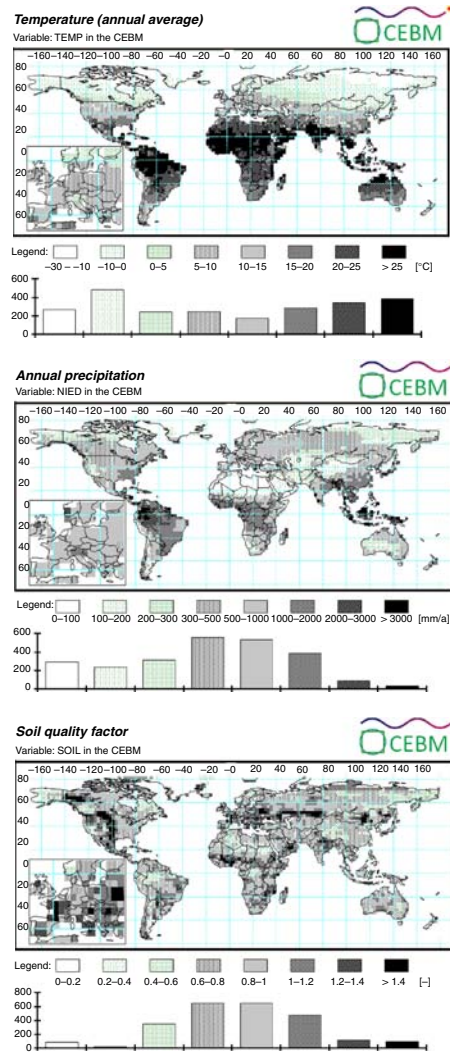 Temperature (annual average)
Variable: TEMP in the CEBM
CEBM
−160 −140 −120 −100 −80 −60 −40 −20 −0 20 40 60 80 100 120 140 160
80
60
40
20
0
20
40
60
Legend:
−30 – −10 −10–0 0–5 5–10 10–15 15–20 20–25 > 25 [°C]
600
400
200
0
Annual precipitation
Variable: NIED in the CEBM
CEBM
−160 −140 −120 −100 −80 −60 −40 −20 −0 20 40 60 80 100 120 140 160
80
60
40
20
0
20
40
60
Legend:
0–100 100–200 200–300 300–500 500–1000 1000–2000 2000–3000 > 3000 [mm/a]
600
400
200
0
Soil quality factor
Variable: SOIL in the CEBM
CEBM
−160 −140 −120 −100 −80 −60 −40 −20 −0 20 40 60 80 100 120 140 160
80
60
40
20
0
20
40
60
Legend:
0–0.2 0.2–0.4 0.4–0.6 0.6–0.8 0.8–1 1–1.2 1.2–1.4 > 1.4 [–]
800
600
400
200
0